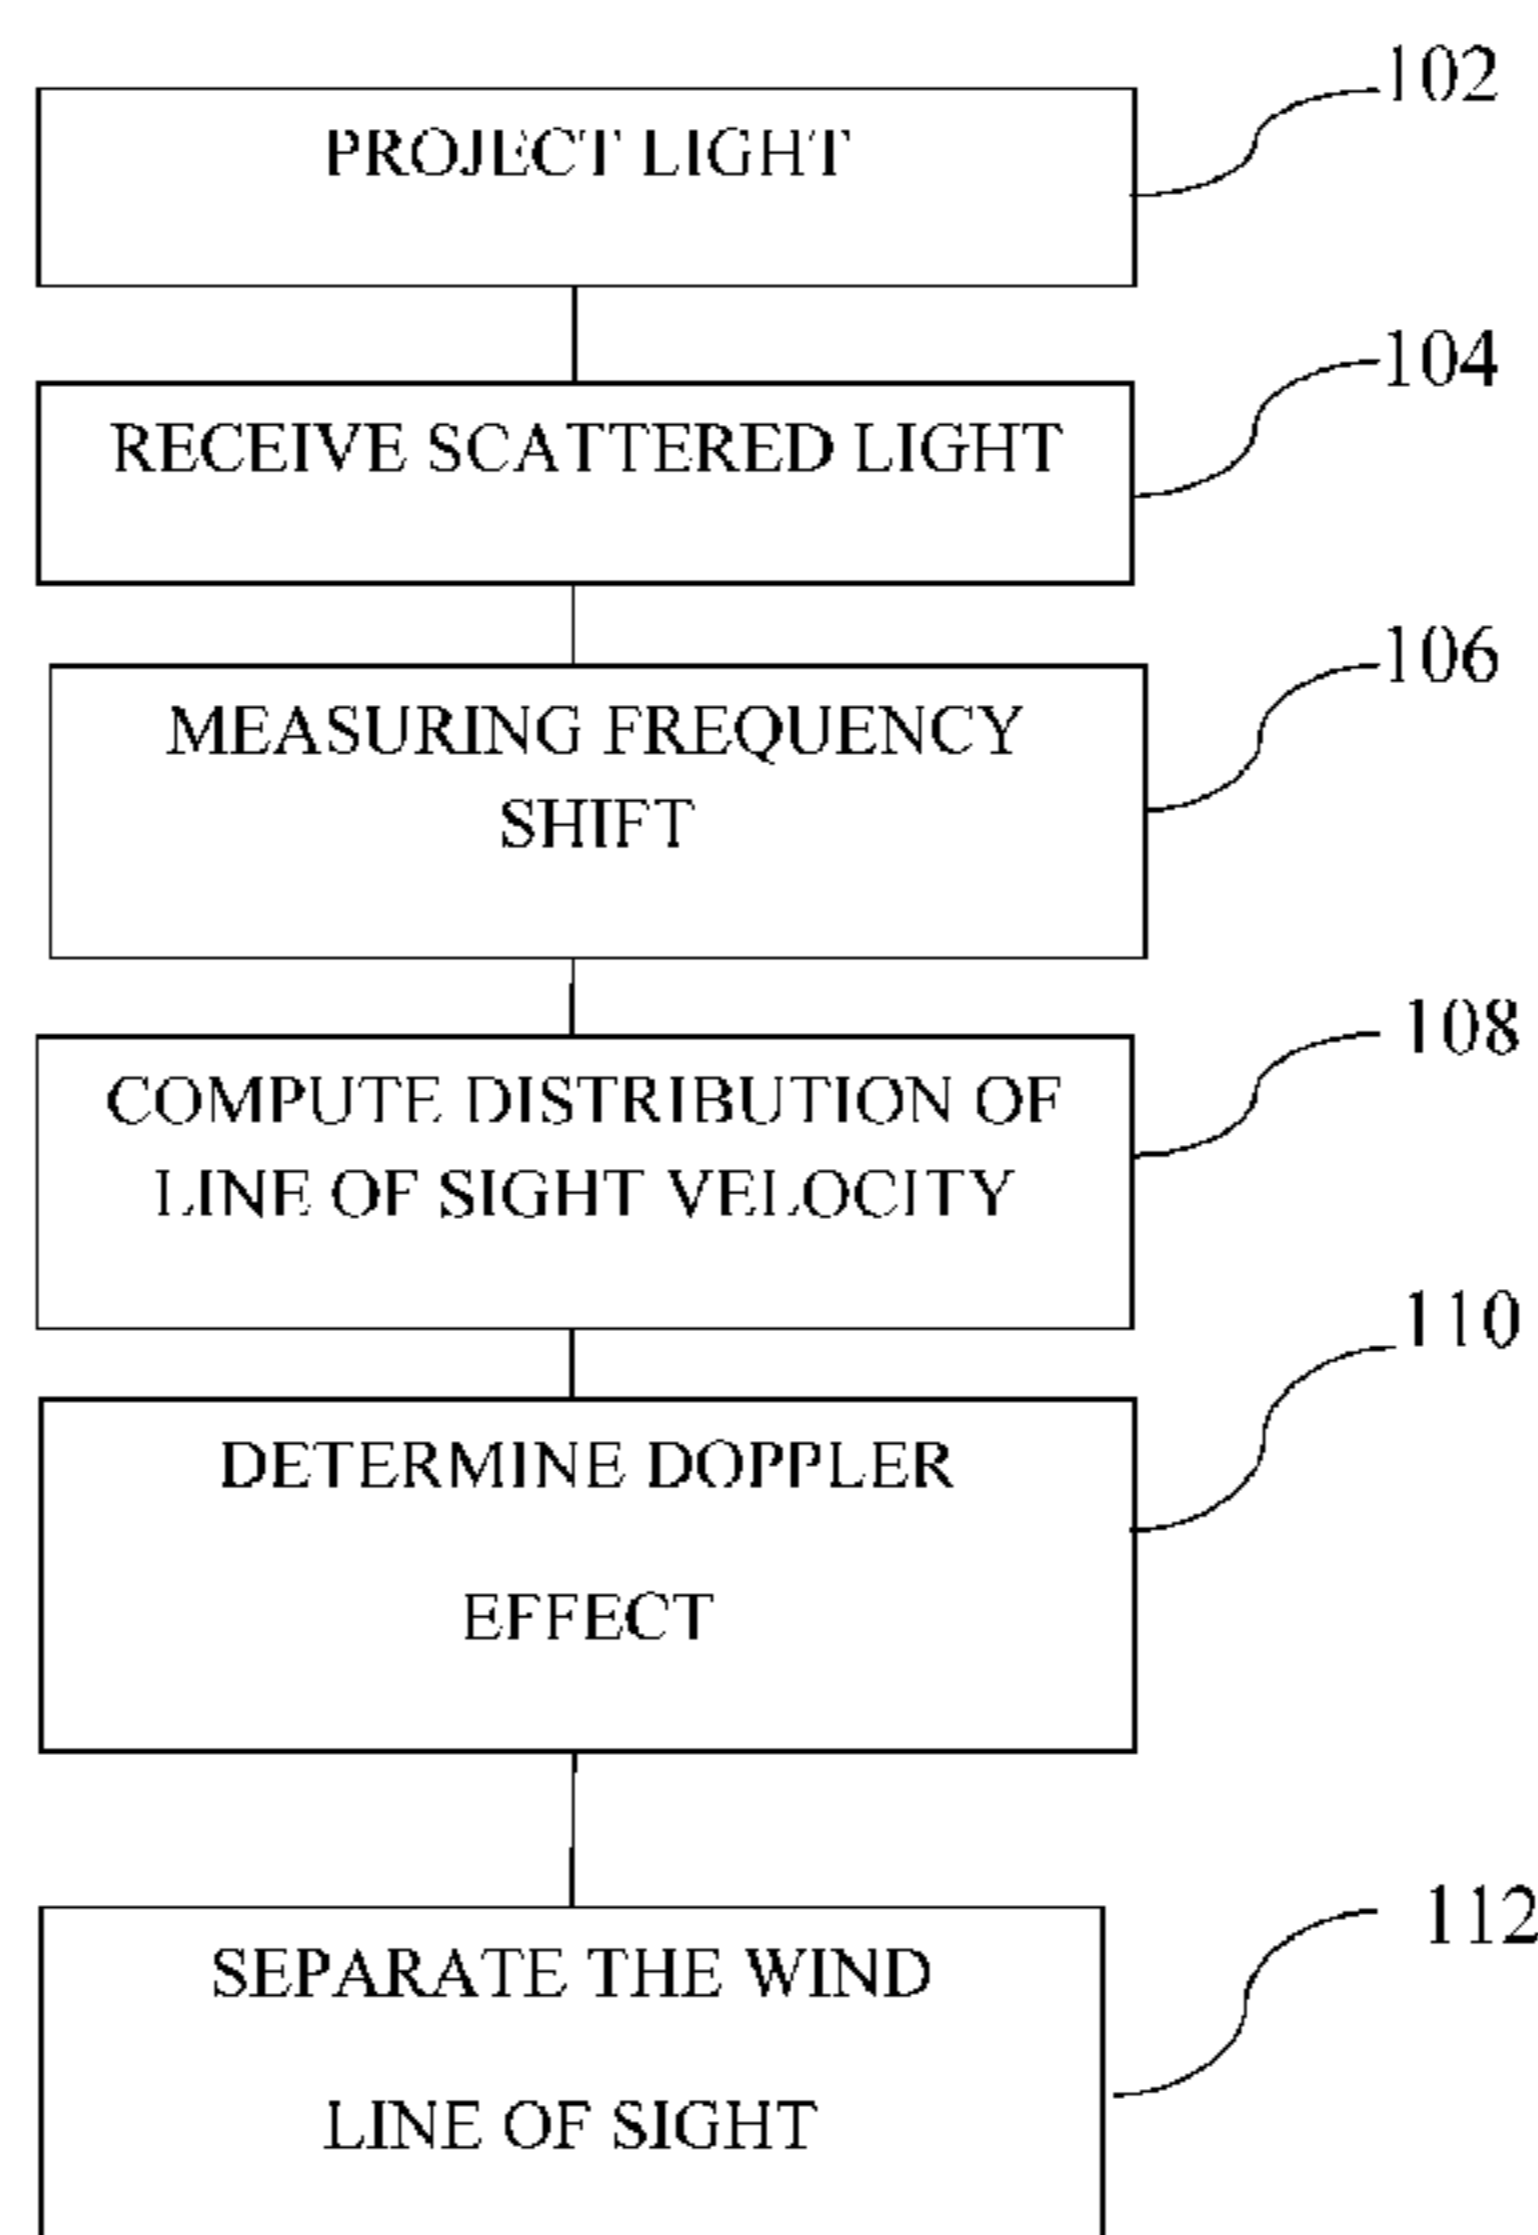 102
PROJECT LIGHT
104
RECEIVE SCATTERED LIGHT
106
MEASURING FREQUENCY
SHIFT
108
COMPUTE DISTRIBUTION OF
LINE OF SIGHT VELOCITY
110
DETERMINE DOPPLER
EFFECT
112
SEPARATE THE WIND
LINE OF SIGHT